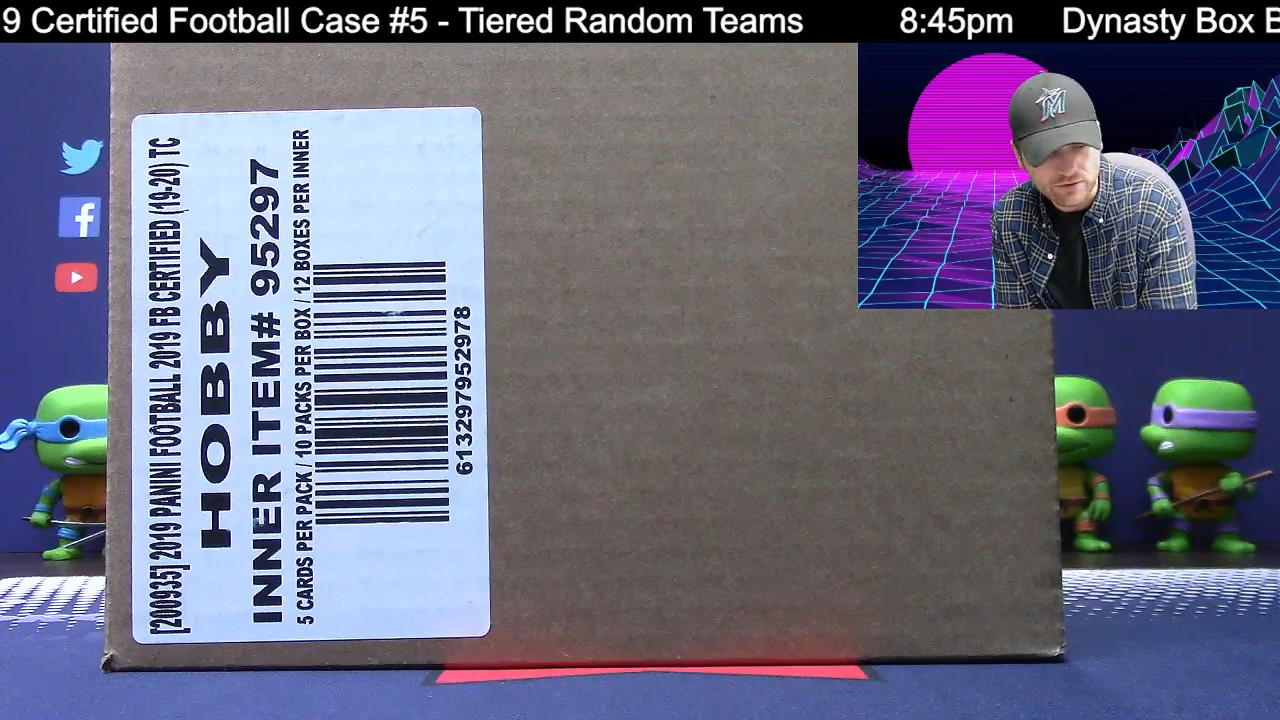 9 Certified Football Case #5 - Tiered Random Teams 8:45pm Dynasty Box B
[200935] 2019 PANINI FOOTBALL 2019 FB CERTIFIED (19-20) TC
HOBBY
INNER ITEM# 95297
5 CARDS PER PACK / 10 PACKS PER BOX / 12 BOXES PER INNER
613297952978
M
f